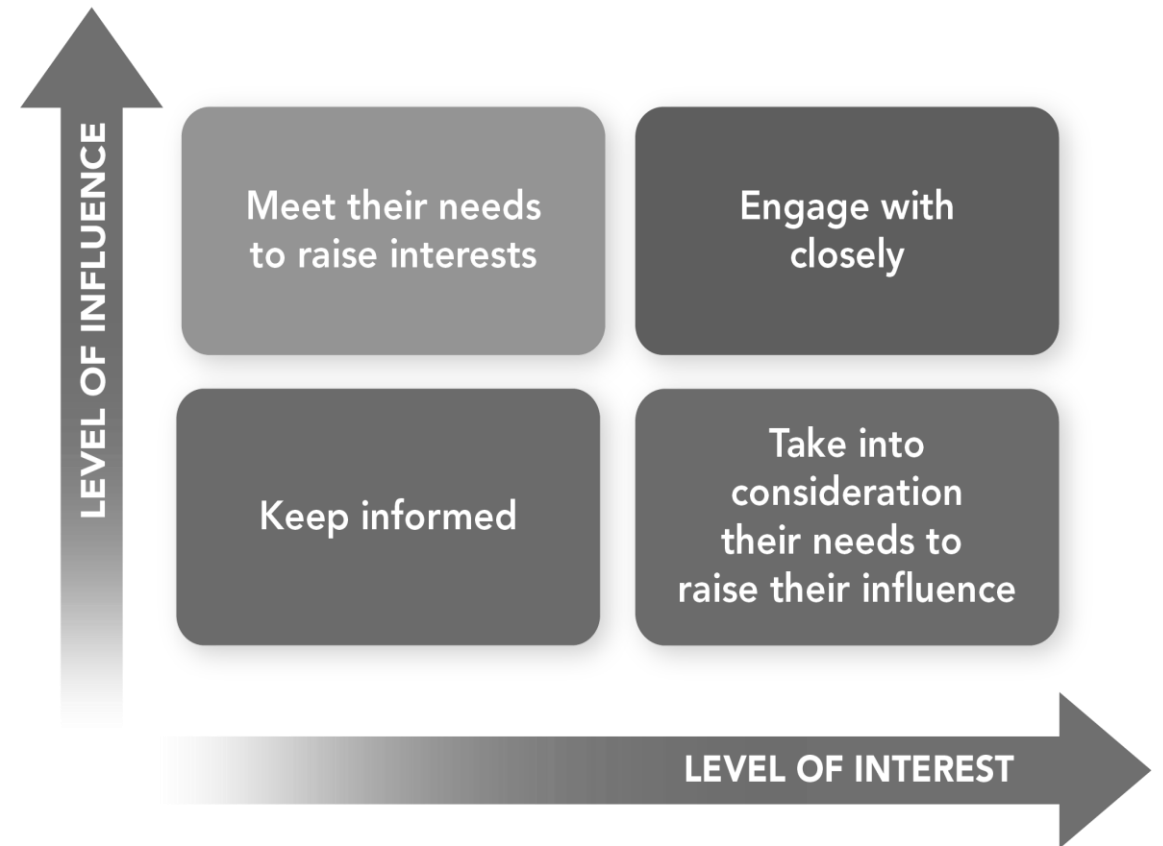 LEVEL OF INFLUENCE
Meet their needs
to raise interests
Engage with
closely
Keep informed
Take into
consideration
their needs to
raise their influence
LEVEL OF INTEREST